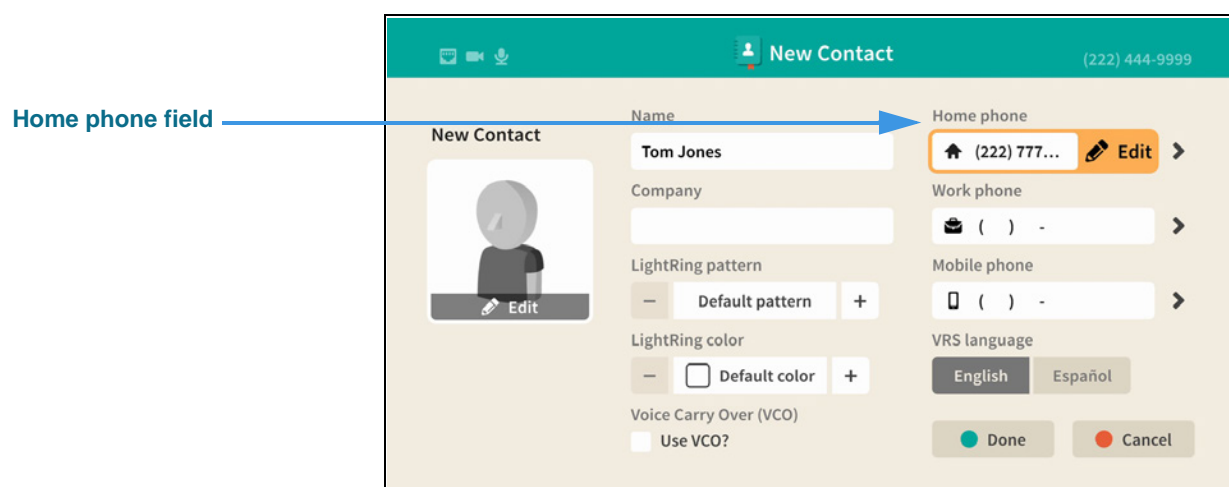 New Contact
(222) 444-9999
Home phone field
New Contact
Edit
Name
Tom Jones
Company
LightRing pattern
− Default pattern +
LightRing color
− Default color +
Voice Carry Over (VCO)
Use VCO?
Home phone
(222) 777... Edit
Work phone
( ) -
Mobile phone
( ) -
VRS language
English Español
Done Cancel